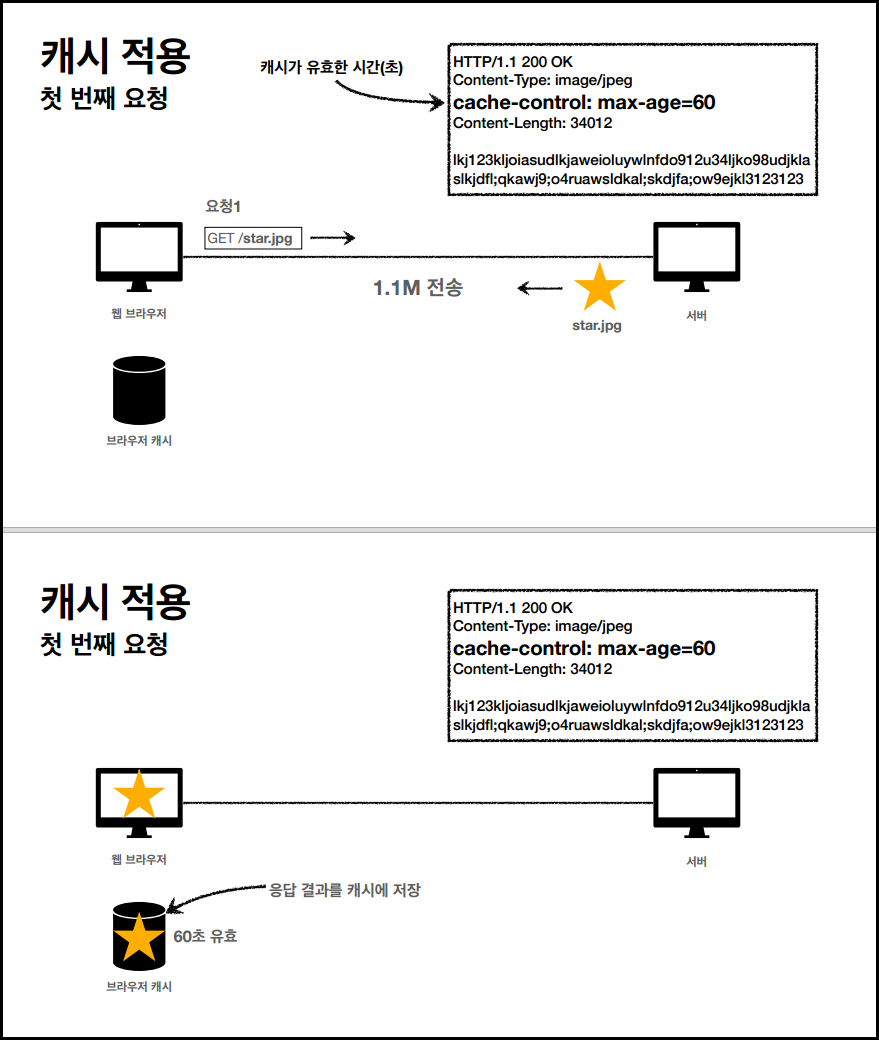 캐시 적용
첫 번째 요청
캐시가 유효한 시간(초)
HTTP/1.1 200 OK
Content-Type: image/jpeg
cache-control: max-age=60
Content-Length: 34012
lkj123kljoiasudlkjaweioluywlnfdo912u34ljko98udjkla
slkjdfl;qkawj9;o4ruawsldkal;skdjfa;ow9ejkl3123123
요청1
GET /star.jpg
1.1M 전송
star.jpg
웹 브라우저
서버
브라우저 캐시
캐시 적용
첫 번째 요청
HTTP/1.1 200 OK
Content-Type: image/jpeg
cache-control: max-age=60
Content-Length: 34012
lkj123kljoiasudlkjaweioluywlnfdo912u34ljko98udjkla
slkjdfl;qkawj9;o4ruawsldkal;skdjfa;ow9ejkl3123123
웹 브라우저
서버
응답 결과를 캐시에 저장
60초 유효
브라우저 캐시